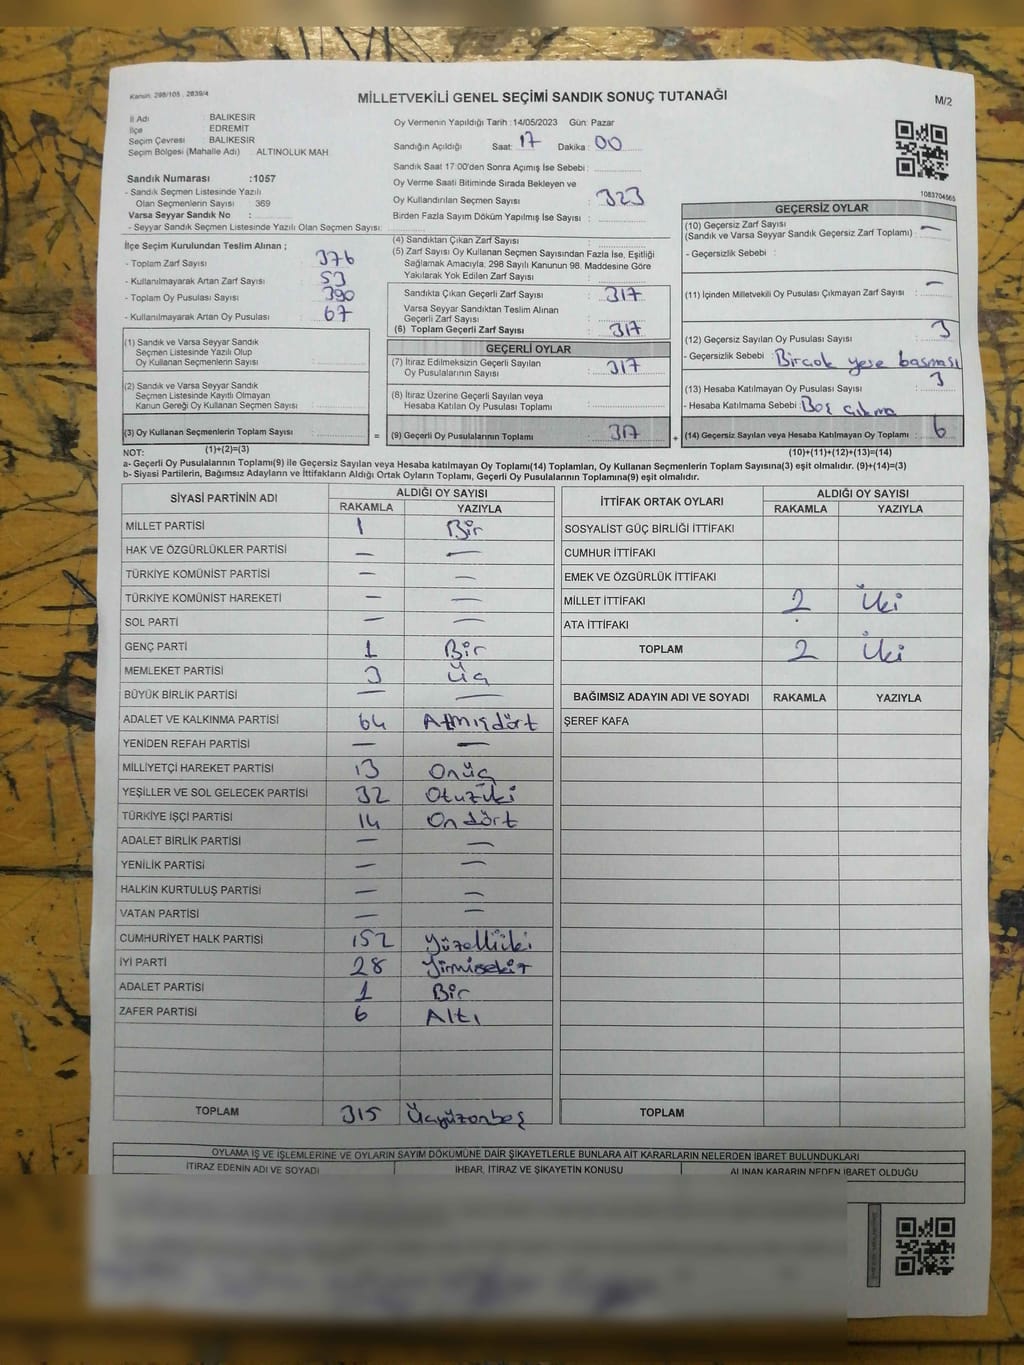 Kanun: 298/105 , 2839/4
MİLLETVEKİLİ GENEL SEÇİMİ SANDIK SONUÇ TUTANAĞI
M/2
İl Adı : BALIKESİR
İlçe : EDREMİT
Seçim Çevresi : BALIKESİR
Seçim Bölgesi (Mahalle Adı) : ALTINOLUK MAH.
Sandık Numarası :1057
- Sandık Seçmen Listesinde Yazılı
Olan Seçmenlerin Sayısı 369
Varsa Seyyar Sandık No :
- Seyyar Sandık Seçmen Listesinde Yazılı Olan Seçmen Sayısı:
Oy Vermenin Yapıldığı Tarih :14/05/2023 Gün: Pazar
Sandığın Açıldığı Saat: 17 Dakika : 00
Sandık Saat 17:00'den Sonra Açımış İse Sebebi :
Oy Verme Saati Bitiminde Sırada Bekleyen ve
Oy Kullandırılan Seçmen Sayısı : 323
Birden Fazla Sayım Döküm Yapılmış İse Sayısı :
1083704565
İlçe Seçim Kurulundan Teslim Alınan ;
- Toplam Zarf Sayısı : 376
- Kullanılmayarak Artan Zarf Sayısı : 53
- Toplam Oy Pusulası Sayısı : 390
- Kullanılmayarak Artan Oy Pusulası : 67
(4) Sandıktan Çıkan Zarf Sayısı :
(5) Zarf Sayısı Oy Kullanan Seçmen Sayısından Fazla İse, Eşitliği
Sağlamak Amacıyla, 298 Sayılı Kanunun 98. Maddesine Göre
Yakılarak Yok Edilen Zarf Sayısı :
Sandıkta Çıkan Geçerli Zarf Sayısı : 317
Varsa Seyyar Sandıktan Teslim Alınan
Geçerli Zarf Sayısı :
(6) Toplam Geçerli Zarf Sayısı : 317
GEÇERSİZ OYLAR
(10) Geçersiz Zarf Sayısı
(Sandık ve Varsa Seyyar Sandık Geçersiz Zarf Toplamı) : —
- Geçersizlik Sebebi :
(11) İçinden Milletvekili Oy Pusulası Çıkmayan Zarf Sayısı : —
(12) Geçersiz Sayılan Oy Pusulası Sayısı : 3
- Geçersizlik Sebebi : Bircok yere basması
(13) Hesaba Katılmayan Oy Pusulası Sayısı : 3
- Hesaba Katılmama Sebebi : Boş çıkma
(14) Geçersiz Sayılan veya Hesaba Katılmayan Oy Toplamı : 6
(10)+(11)+(12)+(13)=(14)
(1) Sandık ve Varsa Seyyar Sandık
Seçmen Listesinde Yazılı Olup
Oy Kullanan Seçmenlerin Sayısı :
(2) Sandık ve Varsa Seyyar Sandık
Seçmen Listesinde Kayıtlı Olmayan
Kanun Gereği Oy Kullanan Seçmen Sayısı :
(3) Oy Kullanan Seçmenlerin Toplam Sayısı :
(1)+(2)=(3)
GEÇERLİ OYLAR
(7) İtiraz Edilmeksizin Geçerli Sayılan
Oy Pusulalarının Sayısı : 317
(8) İtiraz Üzerine Geçerli Sayılan veya
Hesaba Katılan Oy Pusulası Toplamı :
= (9) Geçerli Oy Pusulalarının Toplamı : 317 +
NOT:
a- Geçerli Oy Pusulalarının Toplamı(9) ile Geçersiz Sayılan veya Hesaba katılmayan Oy Toplamı(14) Toplamları, Oy Kullanan Seçmenlerin Toplam Sayısına(3) eşit olmalıdır. (9)+(14)=(3)
b- Siyasi Partilerin, Bağımsız Adayların ve İttifakların Aldığı Ortak Oyların Toplamı, Geçerli Oy Pusulalarının Toplamına(9) eşit olmalıdır.
SİYASİ PARTİNİN ADI ALDIĞI OY SAYISI
RAKAMLA YAZIYLA
MİLLET PARTİSİ 1 Bir
HAK VE ÖZGÜRLÜKLER PARTİSİ — —
TÜRKİYE KOMÜNİST PARTİSİ — —
TÜRKİYE KOMÜNİST HAREKETİ — —
SOL PARTİ — —
GENÇ PARTİ 1 Bir
MEMLEKET PARTİSİ 3 Üç
BÜYÜK BİRLİK PARTİSİ — —
ADALET VE KALKINMA PARTİSİ 64 Atmışdört
YENİDEN REFAH PARTİSİ — —
MİLLİYETÇİ HAREKET PARTİSİ 13 Onüç
YEŞİLLER VE SOL GELECEK PARTİSİ 32 Otuziki
TÜRKİYE İŞÇİ PARTİSİ 14 On dört
ADALET BİRLİK PARTİSİ — —
YENİLİK PARTİSİ — —
HALKIN KURTULUŞ PARTİSİ — —
VATAN PARTİSİ — —
CUMHURİYET HALK PARTİSİ 152 Yüzelliiki
İYİ PARTİ 28 Yirmisekiz
ADALET PARTİSİ 1 Bir
ZAFER PARTİSİ 6 Altı
TOPLAM 315 Üçyüzonbeş
İTTİFAK ORTAK OYLARI ALDIĞI OY SAYISI
RAKAMLA YAZIYLA
SOSYALİST GÜÇ BİRLİĞİ İTTİFAKI
CUMHUR İTTİFAKI
EMEK VE ÖZGÜRLÜK İTTİFAKI
MİLLET İTTİFAKI 2 İki
ATA İTTİFAKI
TOPLAM 2 İki
BAĞIMSIZ ADAYIN ADI VE SOYADI RAKAMLA YAZIYLA
ŞEREF KAFA
TOPLAM
OYLAMA İŞ VE İŞLEMLERİNE VE OYLARIN SAYIM DÖKÜMÜNE DAİR ŞİKAYETLERLE BUNLARA AİT KARARLARIN NELERDEN İBARET BULUNDUKLARI
İTİRAZ EDENİN ADI VE SOYADI İHBAR, İTİRAZ VE ŞİKAYETİN KONUSU ALINAN KARARIN NEDEN İBARET OLDUĞU